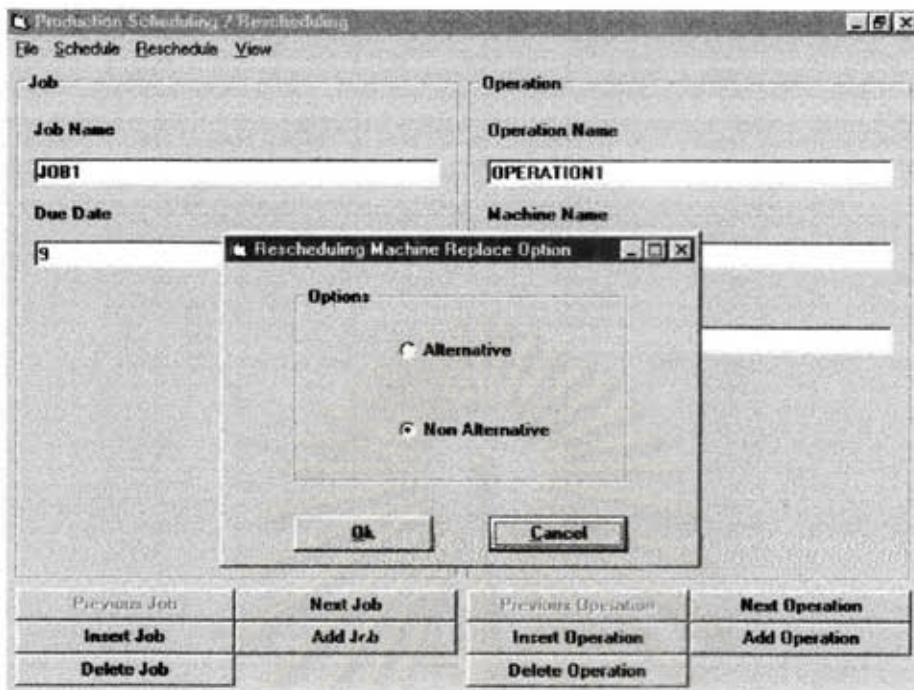 Production Scheduling / Rescheduling
File Schedule Reschedule View
Job
Job Name
JOB1
Due Date
9
Operation
Operation Name
OPERATION1
Machine Name
Rescheduling Machine Replace Option
Options
Alternative
Non Alternative
Ok
Cancel
Previous Job Next Job
Insert Job Add Job
Delete Job
Previous Operation Next Operation
Insert Operation Add Operation
Delete Operation